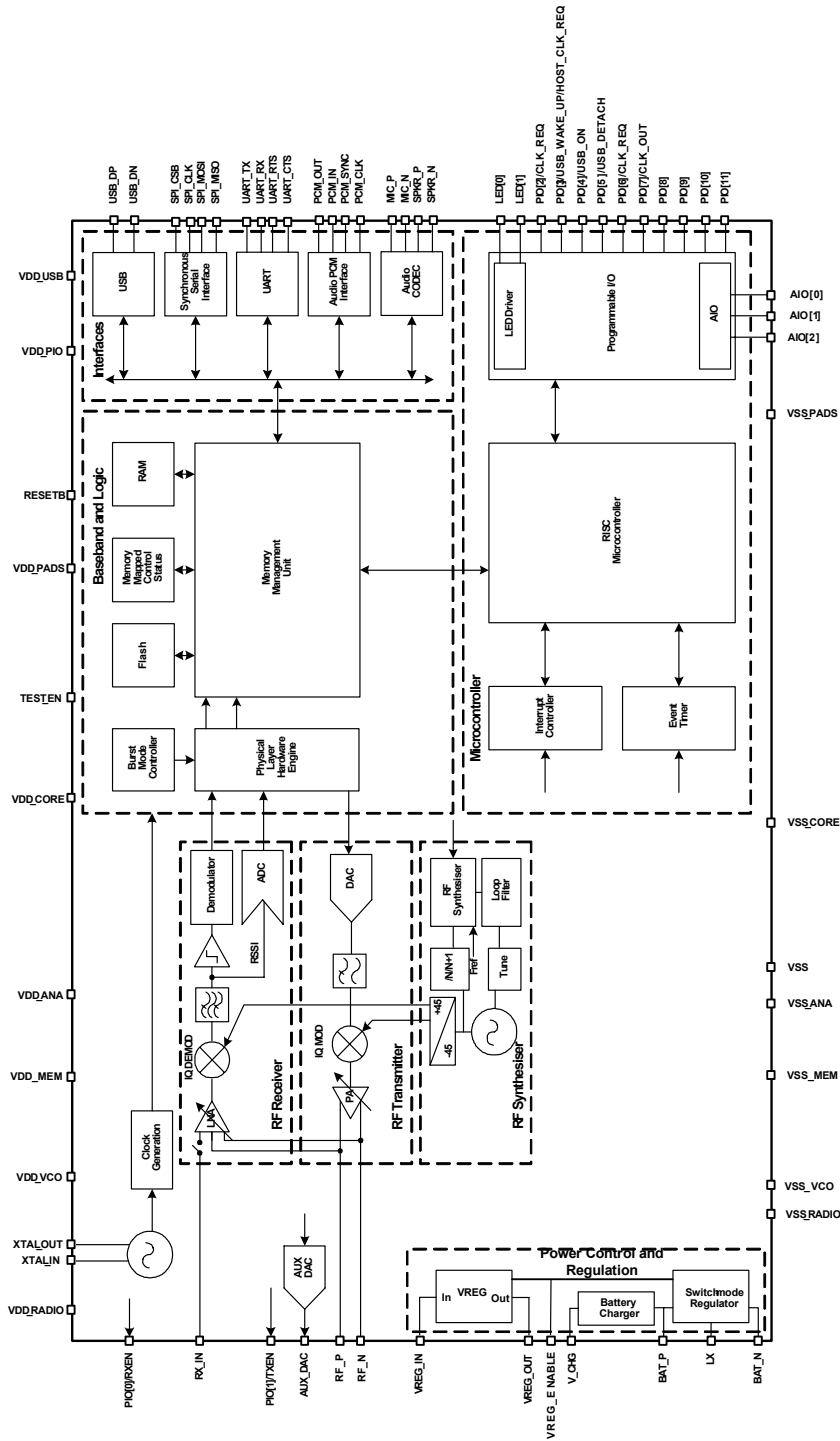 USB_DP
USB_DN
SPI_CSB
SPI_CLK
SPI_MOSI
SPI_MISO
UART_TX
UART_RX
UART_RTS
UART_CTS
PCM_OUT
PCM_IN
PCM_SYNC
PCM_CLK
MIC_P
MIC_N
SPKR_P
SPKR_N
LED[0]
LED[1]
PIO[2]/CLK_REQ
PIO[3]/USB_WAKE_UP/HOST_CLK_REQ
PIO[4]/USB_ON
PIO[5]/USB_DETACH
PIO[6]/CLK_REQ
PIO[7]/CLK_OUT
PIO[8]
PIO[9]
PIO[10]
PIO[11]
VDD_USB
VDD_PIO
RESETB
VDD_PADS
TEST_EN
VDD_CORE
VDD_ANA
VDD_MEM
VDD_VCO
XTAL_OUT
XTAL_IN
VDD_RADIO
Interfaces
USB
Synchronous
Serial
Interface
UART
Audio PCM
Interface
Audio
CODEC
Baseband and Logic
RAM
Memory
Mapped
Control
Status
Flash
Burst
Mode
Controller
Memory
Management
Unit
Physical
Layer
Hardware
Engine
Microcontroller
LED Driver
Programmable I/O
AIO
RISC
Microcontroller
Interrupt
Controller
Event
Timer
AIO[0]
AIO[1]
AIO[2]
VSS_PADS
VSS_CORE
VSS
VSS_ANA
VSS_MEM
VSS_VCO
VSS_RADIO
RF Receiver
Demodulator
ADC
RSSI
IQ DEMOD
LNA
RF Transmitter
DAC
IQ MOD
PA
RF Synthesiser
RF
Synthesiser
Loop
Filter
/N/N+1
Fref
Tune
+45
-45
Clock
Generation
AUX
DAC
Power Control and
Regulation
In
VREG
Out
Battery
Charger
Switchmode
Regulator
PIO[0]/RXEN
RX_IN
PIO[1]/TXEN
AUX_DAC
RF_P
RF_N
VREG_IN
VREG_OUT
VREG_ENABLE
V_CHG
BAT_P
LX
BAT_N